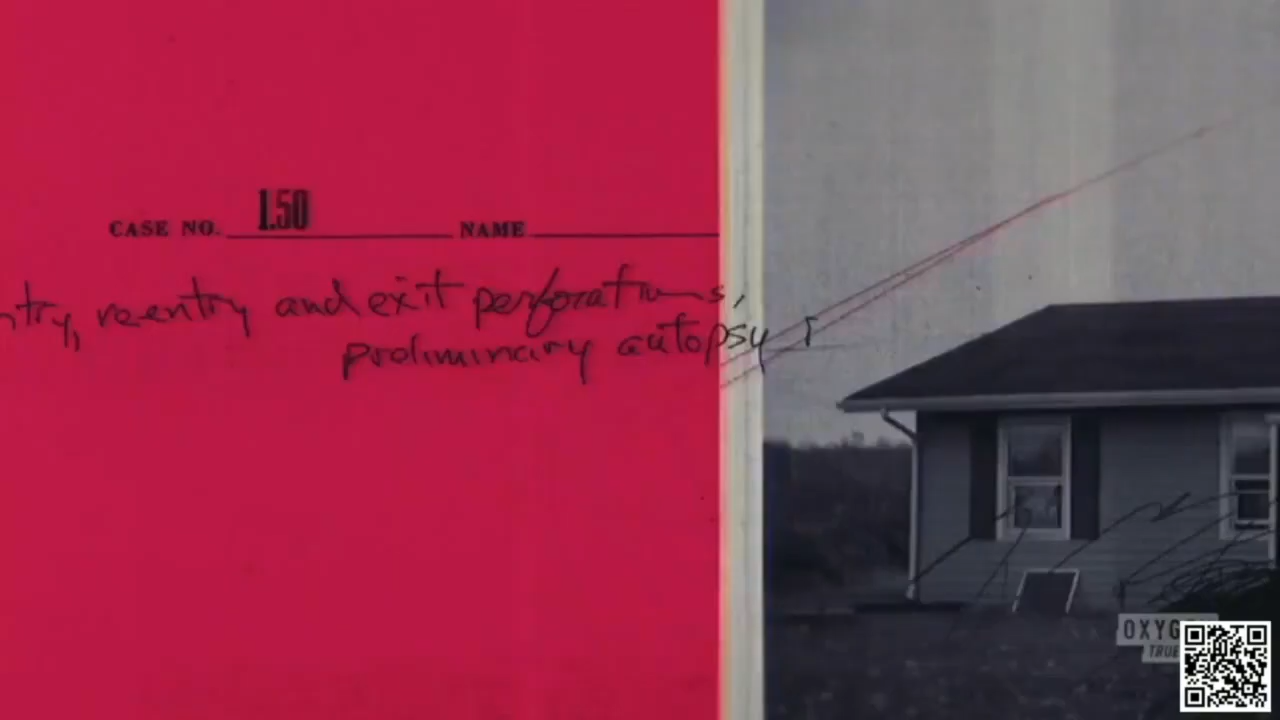 CASE NO. 1.50 NAME
ntry, reentry and exit perforations,
preliminary autopsy
OXYG
TRUE